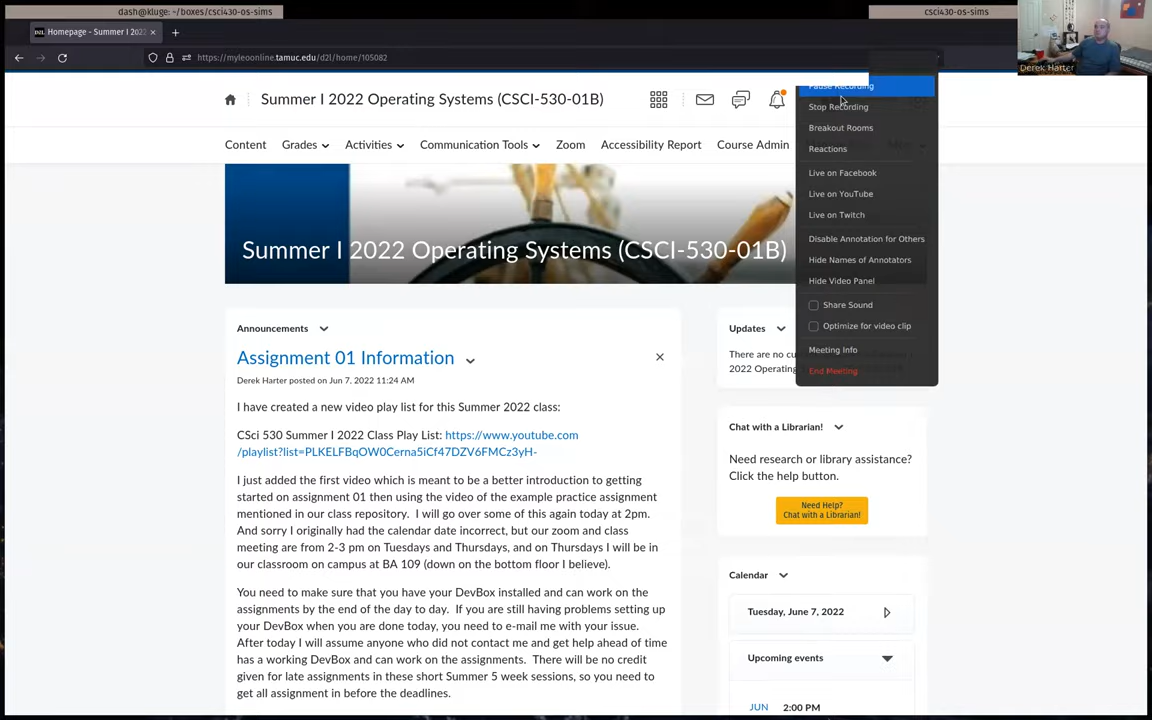 dash@kluge: ~/boxes/csci430-os-sims
csci430-os-sims
Homepage - Summer I 2022
https://myleoonline.tamuc.edu/d2l/home/105082
Derek Harter
Summer I 2022 Operating Systems (CSCI-530-01B)
Content Grades Activities Communication Tools Zoom Accessibility Report Course Admin
Pause Recording
Stop Recording
Breakout Rooms
Reactions
Live on Facebook
Live on YouTube
Live on Twitch
Disable Annotation for Others
Hide Names of Annotators
Hide Video Panel
Share Sound
Optimize for video clip
Meeting Info
End Meeting
Summer I 2022 Operating Systems (CSCI-530-01B)
Announcements
Assignment 01 Information
Derek Harter posted on Jun 7, 2022 11:24 AM
I have created a new video play list for this Summer 2022 class:
CSci 530 Summer I 2022 Class Play List: https://www.youtube.com
/playlist?list=PLKELFBqOW0Cerna5iCf47DZV6FMCz3yH-
I just added the first video which is meant to be a better introduction to getting
started on assignment 01 then using the video of the example practice assignment
mentioned in our class repository. I will go over some of this again today at 2pm.
And sorry I originally had the calendar date incorrect, but our zoom and class
meeting are from 2-3 pm on Tuesdays and Thursdays, and on Thursdays I will be in
our classroom on campus at BA 109 (down on the bottom floor I believe).
You need to make sure that you have your DevBox installed and can work on the
assignments by the end of the day to day. If you are still having problems setting up
your DevBox when you are done today, you need to e-mail me with your issue.
After today I will assume anyone who did not contact me and get help ahead of time
has a working DevBox and can work on the assignments. There will be no credit
given for late assignments in these short Summer 5 week sessions, so you need to
get all assignment in before the deadlines.
Updates
There are no cu
2022 Operating
Chat with a Librarian!
Need research or library assistance?
Click the help button.
Need Help?
Chat with a Librarian!
Calendar
Tuesday, June 7, 2022
Upcoming events
JUN 2:00 PM